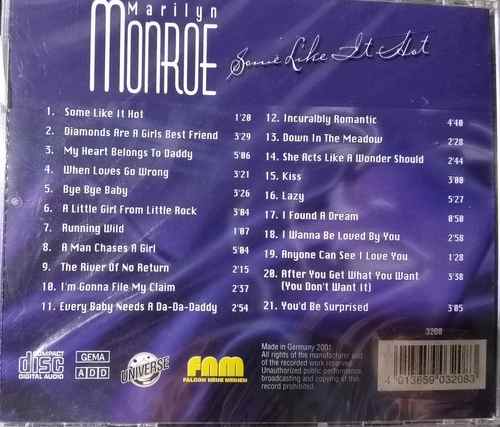 Marilyn
MONROE
Some Like It Hot
1. Some Like It Hot 1'20
2. Diamonds Are A Girls Best Friend 3'29
3. My Heart Belongs To Daddy 5'06
4. When Loves Go Wrong 3'21
5. Bye Bye Baby 3'26
6. A Little Girl From Little Rock 3'04
7. Running Wild 1'07
8. A Man Chases A Girl 5'04
9. The River Of No Return 2'15
10. I'm Gonna File My Claim 2'37
11. Every Baby Needs A Da-Da-Daddy 2'54
12. Incuralbly Romantic 4'40
13. Down In The Meadow 2'28
14. She Acts Like A Wonder Should 2'44
15. Kiss 3'00
16. Lazy 5'27
17. I Found A Dream 0'50
18. I Wanna Be Loved By You 2'58
19. Anyone Can See I Love You 1'28
20. After You Get What You Want 3'38
(You Don't Want It)
21. You'd Be Surprised 3'05
COMPACT
disc
DIGITAL AUDIO
GEMA
ADD
UNIVERSE
FNM
FALCON NEUE MEDIEN
Made in Germany 2001
All rights of the manufacturer and
of the recorded work reserved.
Unauthorized public performance,
broadcasting and copying of this
record prohibited.
3208
4 013659 032083